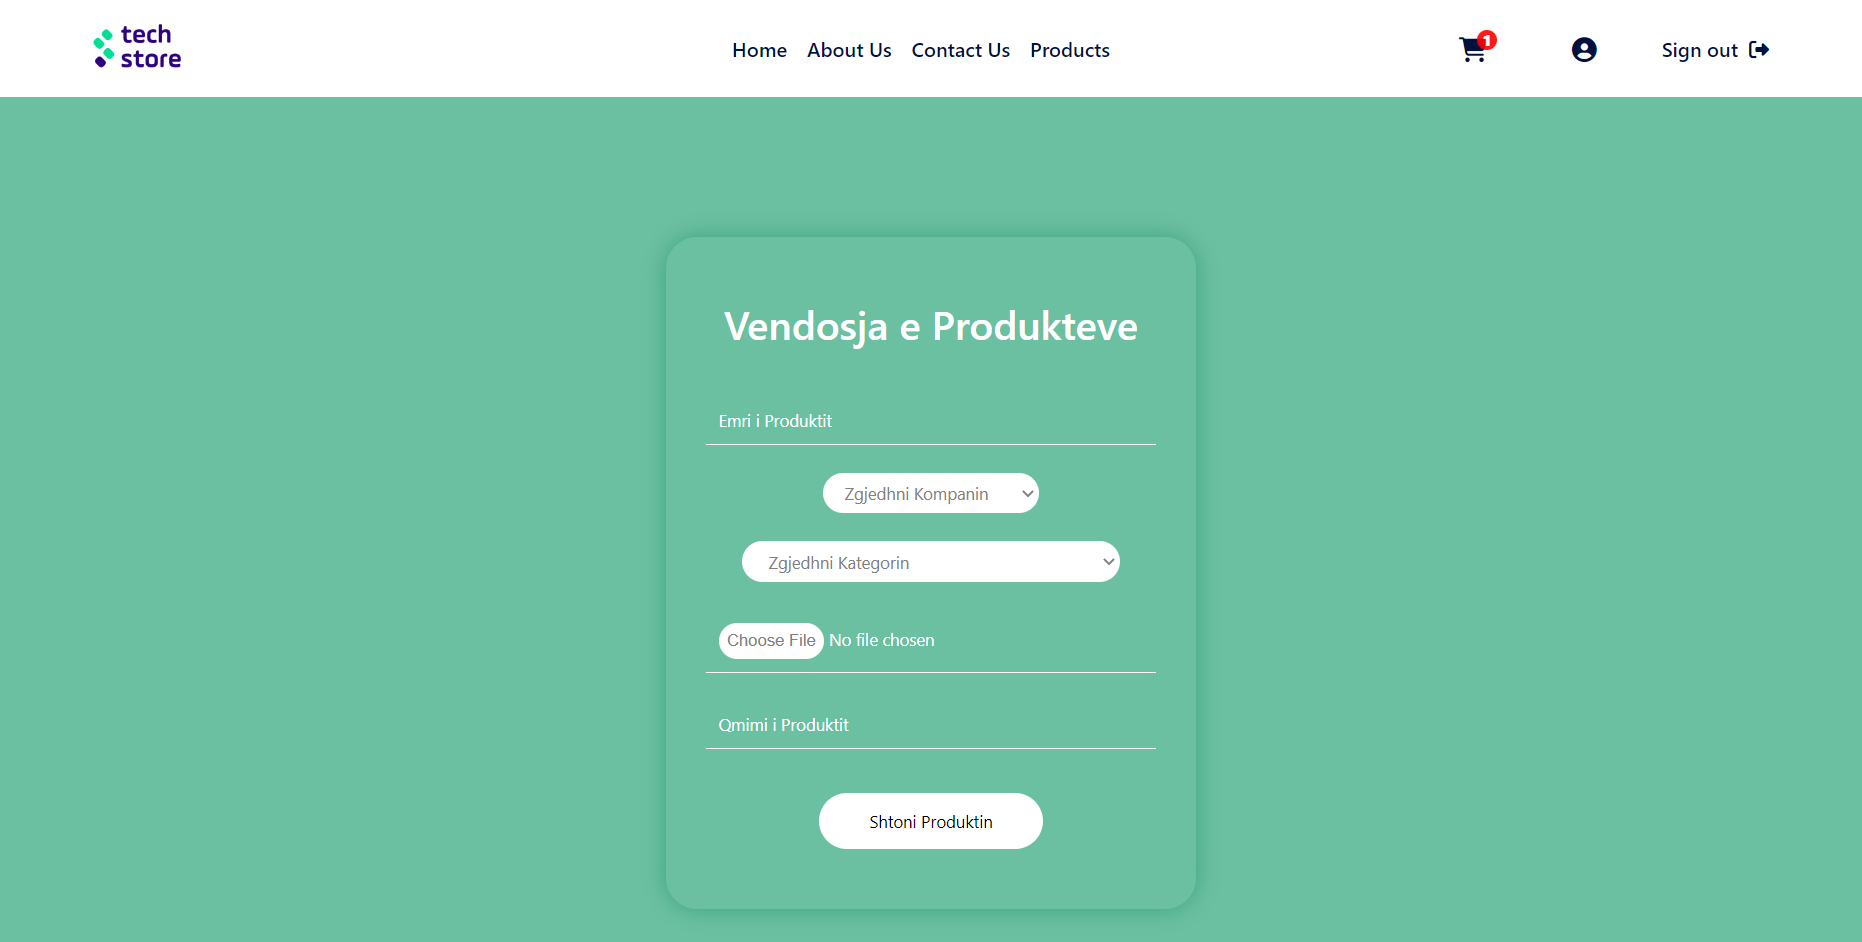 tech
store
Home About Us Contact Us Products 1 Sign out
Vendosja e Produkteve
Emri i Produktit
Zgjedhni Kompanin
Zgjedhni Kategorin
Choose File No file chosen
Qmimi i Produktit
Shtoni Produktin